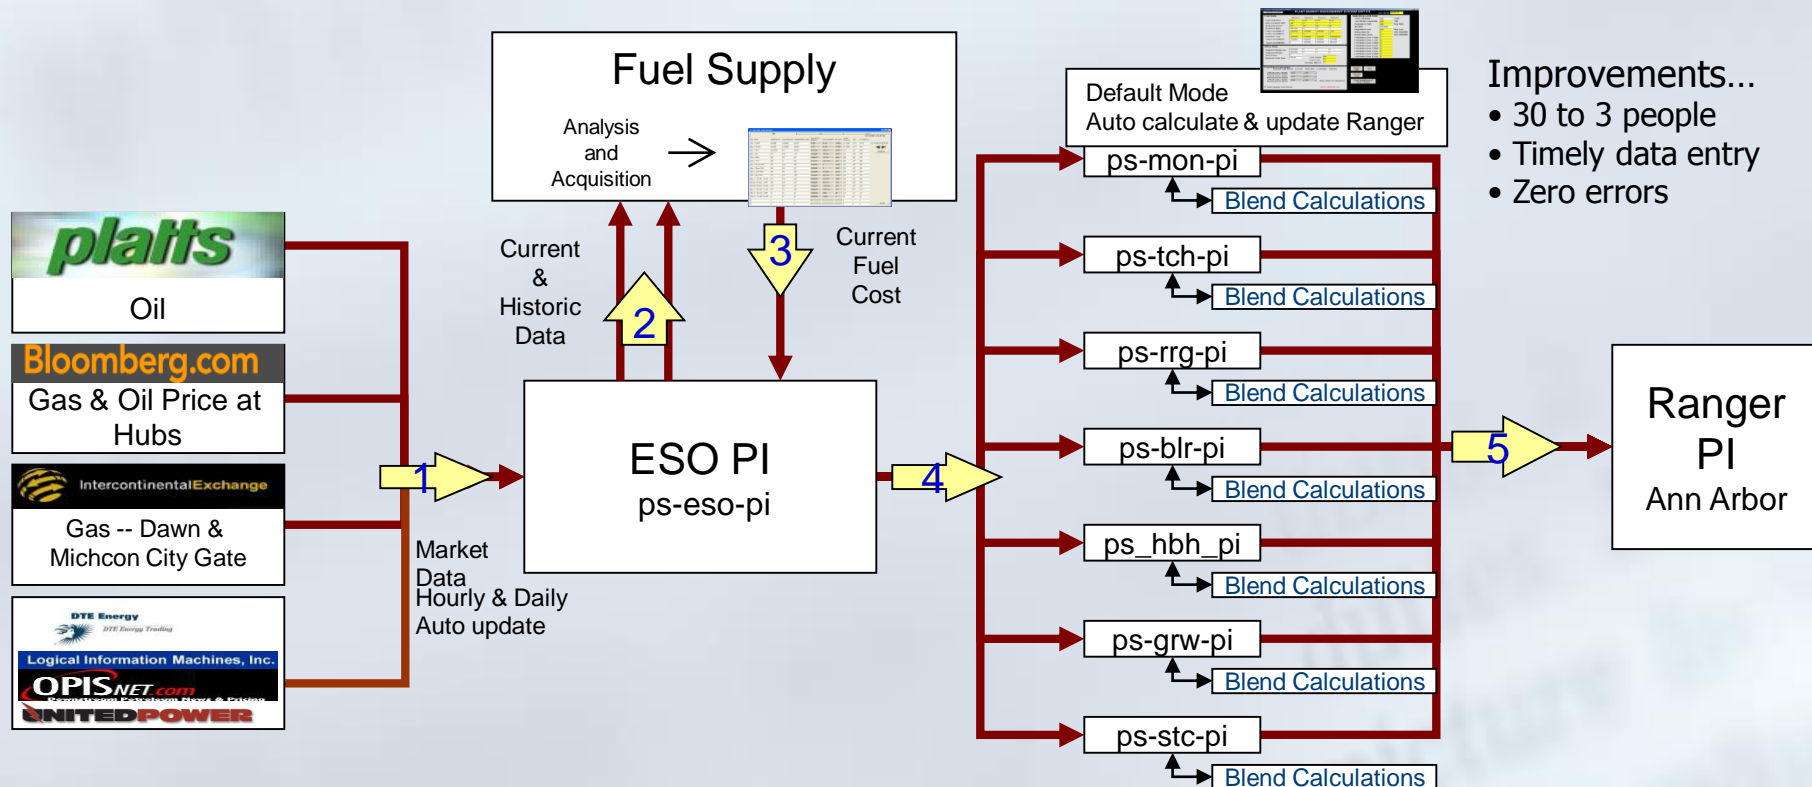 Fuel Supply
Analysis
and
Acquisition
Default Mode
Auto calculate & update Ranger
Improvements...
• 30 to 3 people
• Timely data entry
• Zero errors
platts
Oil
Bloomberg.com
Gas & Oil Price at
Hubs
IntercontinentalExchange
Gas -- Dawn &
Michcon City Gate
DTE Energy
DTE Energy Trading
Logical Information Machines, Inc.
OPISNET.com
Downstream Petroleum News & Pricing
UNITEDPOWER
1
Market
Data
Hourly & Daily
Auto update
Current
&
Historic
Data
2
3
Current
Fuel
Cost
ESO PI
ps-eso-pi
4
ps-mon-pi
Blend Calculations
ps-tch-pi
Blend Calculations
ps-rrg-pi
Blend Calculations
ps-blr-pi
Blend Calculations
ps_hbh_pi
Blend Calculations
ps-grw-pi
Blend Calculations
ps-stc-pi
Blend Calculations
5
Ranger
PI
Ann Arbor